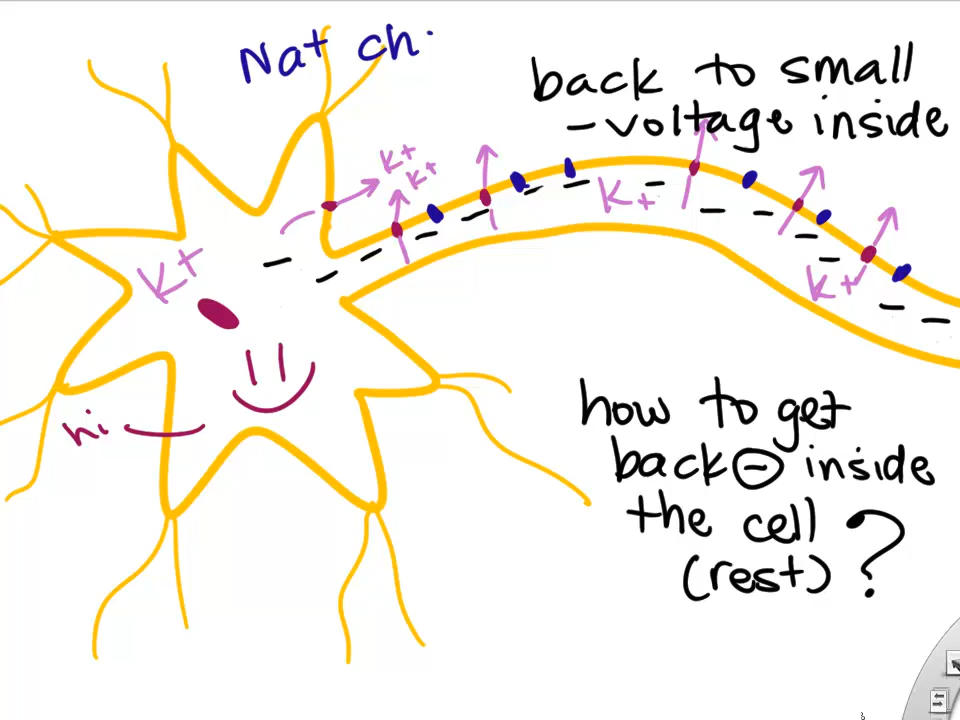 Na+ ch.
back to small
- voltage inside
K+
K+
K+
K+
K+
hi
how to get
back ⊖ inside
the cell
(rest) ?